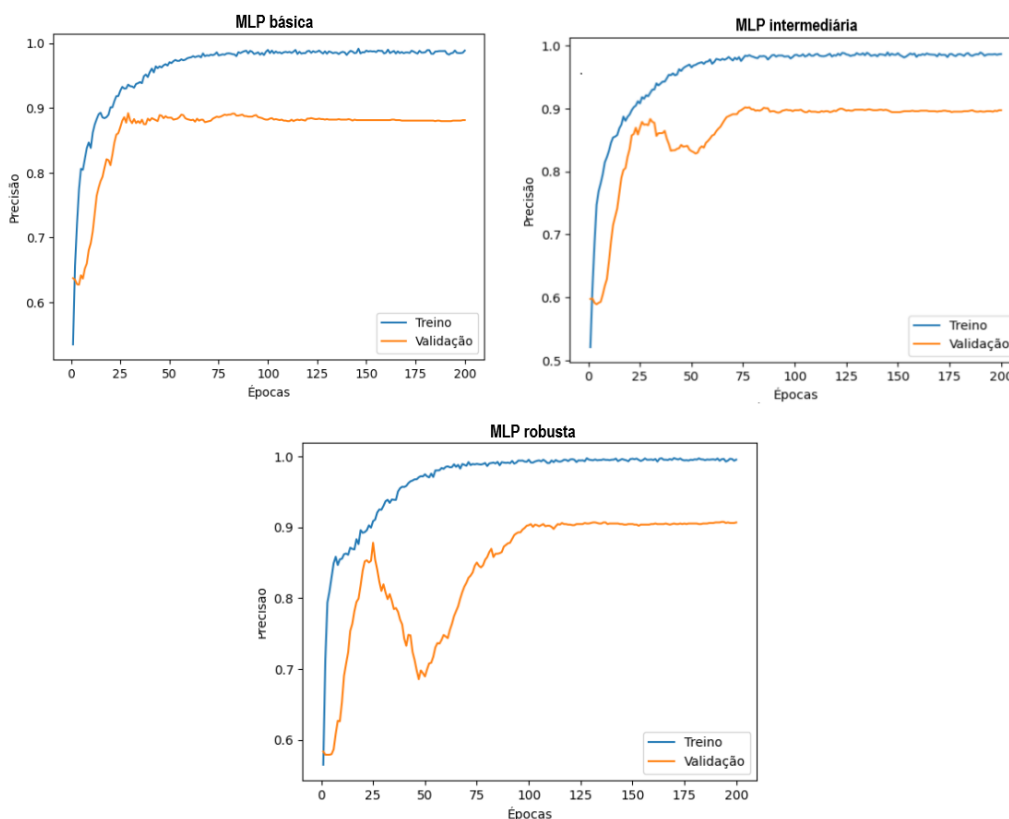 MLP básica
1.0
0.9
0.8
0.7
0.6
Precisão
0 25 50 75 100 125 150 175 200
Épocas
Treino
Validação
MLP intermediária
1.0
0.9
0.8
0.7
0.6
0.5
Precisão
0 25 50 75 100 125 150 175 200
Épocas
Treino
Validação
MLP robusta
1.0
0.9
0.8
0.7
0.6
Precisão
0 25 50 75 100 125 150 175 200
Épocas
Treino
Validação